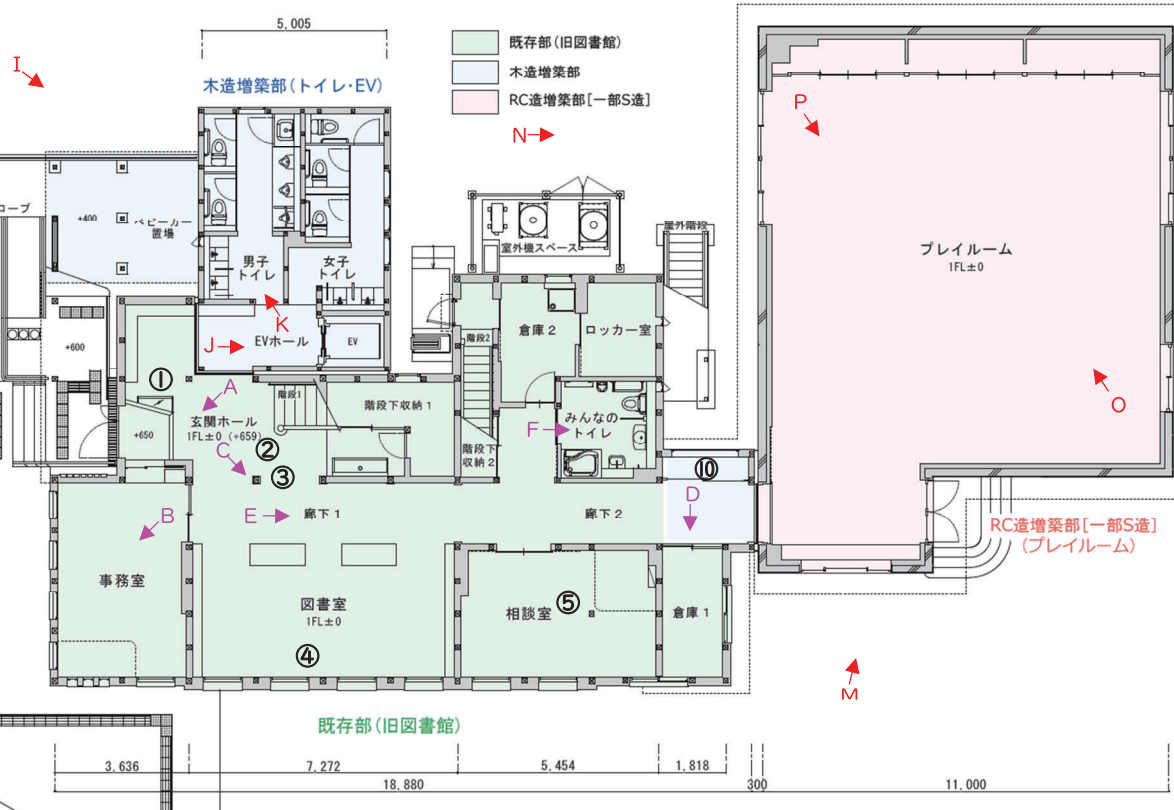 5,005
既存部(旧図書館)
木造増築部
RC造増築部[一部S造]
木造増築部(トイレ・EV)
I
N
P
ロープ
+400
ベビーカー
置場
男子
トイレ
女子
トイレ
室外機スペース
屋外階段
プレイルーム
1FL±0
K
J
EVホール
EV
+600
階段2
倉庫2
ロッカー室
①
A
玄関ホール
1FL±0 (+659)
階段1
階段下収納1
②
F
みんなの
トイレ
O
+650
C
③
階段下
収納2
⑩
D
B
E
廊下1
廊下2
RC造増築部[一部S造]
(プレイルーム)
事務室
図書室
1FL±0
相談室
⑤
倉庫1
④
M
既存部(旧図書館)
3,636
7,272
5,454
1,818
18,880
300
11,000